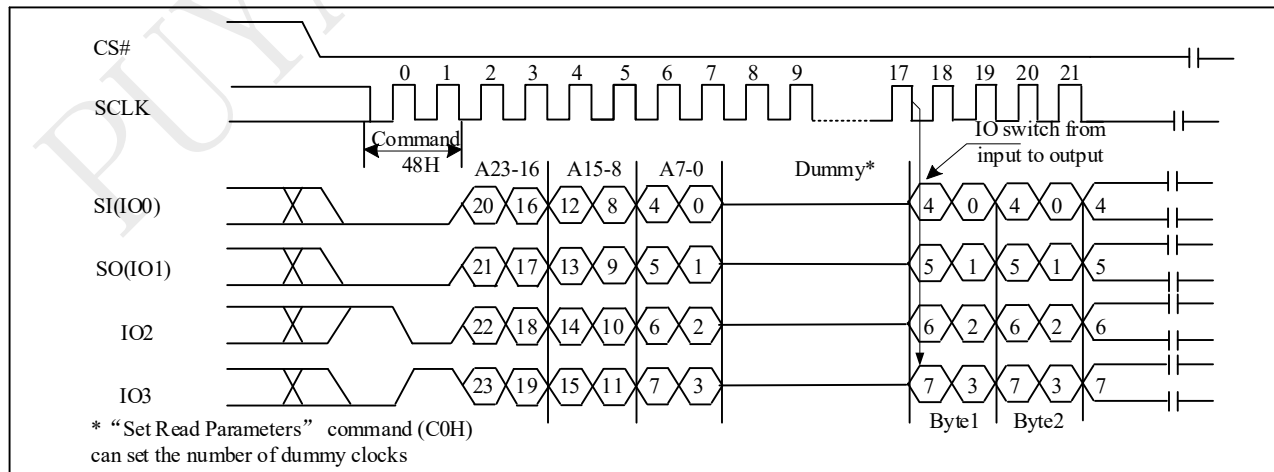 PUYA
CS#
0 1 2 3 4 5 6 7 8 9 17 18 19 20 21
SCLK
Command
48H
IO switch from
input to output
A23-16 A15-8 A7-0 Dummy*
SI(IO0) 20 16 12 8 4 0 4 0 4 0 4
SO(IO1) 21 17 13 9 5 1 5 1 5 1 5
IO2 22 18 14 10 6 2 6 2 6 2 6
IO3 23 19 15 11 7 3 7 3 7 3 7
Byte1 Byte2
* “Set Read Parameters” command (C0H)
can set the number of dummy clocks